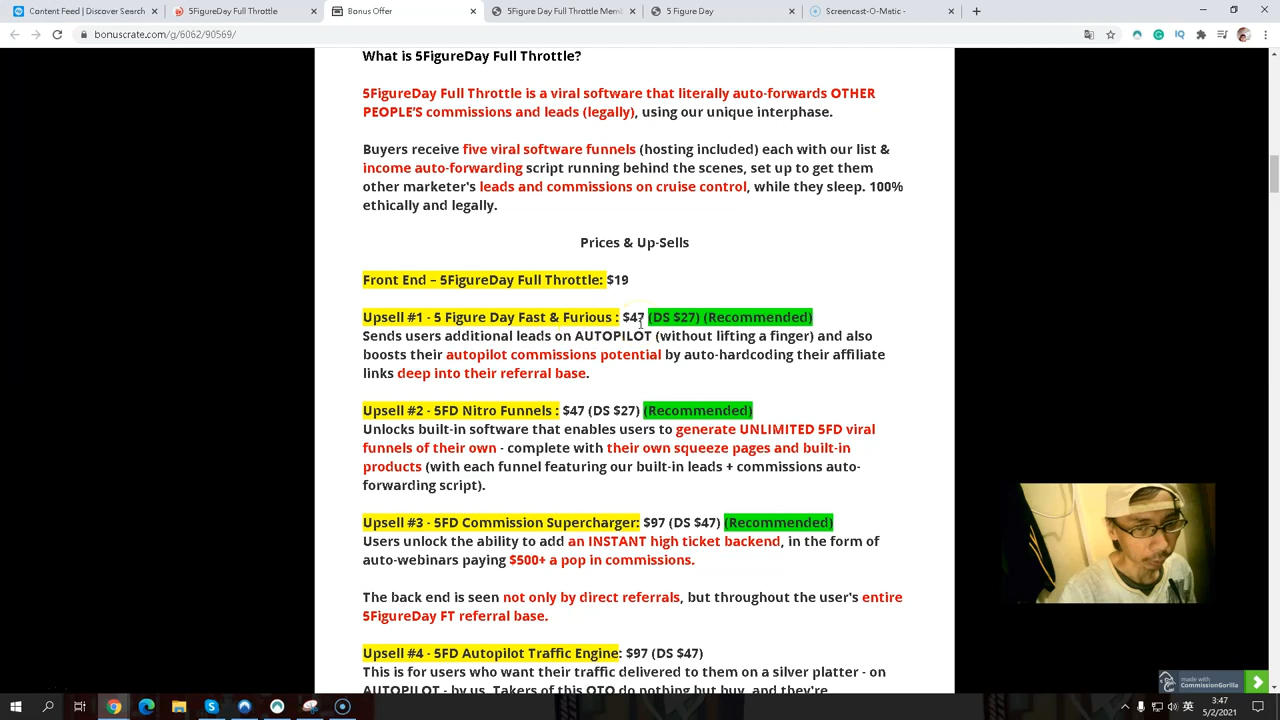 Content Feed | Discover Updates
5FigureDay Full Throttle
Bonus Offer
5Figure Day Full Throttle Mem
5 Figure Day
Screencast-O-Matic -
bonuscrate.com/g/6062/90569/
What is 5FigureDay Full Throttle?
5FigureDay Full Throttle is a viral software that literally auto-forwards OTHER
PEOPLE'S commissions and leads (legally), using our unique interphase.
Buyers receive five viral software funnels (hosting included) each with our list &
income auto-forwarding script running behind the scenes, set up to get them
other marketer's leads and commissions on cruise control, while they sleep. 100%
ethically and legally.
Prices & Up-Sells
Front End – 5FigureDay Full Throttle: $19
Upsell #1 - 5 Figure Day Fast & Furious : $47 (DS $27) (Recommended)
Sends users additional leads on AUTOPILOT (without lifting a finger) and also
boosts their autopilot commissions potential by auto-hardcoding their affiliate
links deep into their referral base.
Upsell #2 - 5FD Nitro Funnels : $47 (DS $27) (Recommended)
Unlocks built-in software that enables users to generate UNLIMITED 5FD viral
funnels of their own - complete with their own squeeze pages and built-in
products (with each funnel featuring our built-in leads + commissions auto-
forwarding script).
Upsell #3 - 5FD Commission Supercharger: $97 (DS $47) (Recommended)
Users unlock the ability to add an INSTANT high ticket backend, in the form of
auto-webinars paying $500+ a pop in commissions.
The back end is seen not only by direct referrals, but throughout the user's entire
5FigureDay FT referral base.
Upsell #4 - 5FD Autopilot Traffic Engine: $97 (DS $47)
This is for users who want their traffic delivered to them on a silver platter - on
AUTOPILOT - by us. Takers of this OTO do nothing but buy, and they're
made with
CommissionGorilla
英
3:47
5/2/2021